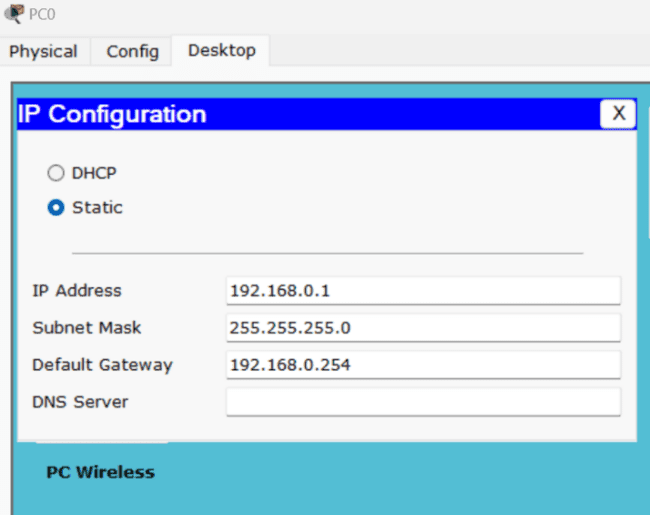 PC0
Physical Config Desktop
IP Configuration X
DHCP
Static
IP Address 192.168.0.1
Subnet Mask 255.255.255.0
Default Gateway 192.168.0.254
DNS Server
PC Wireless